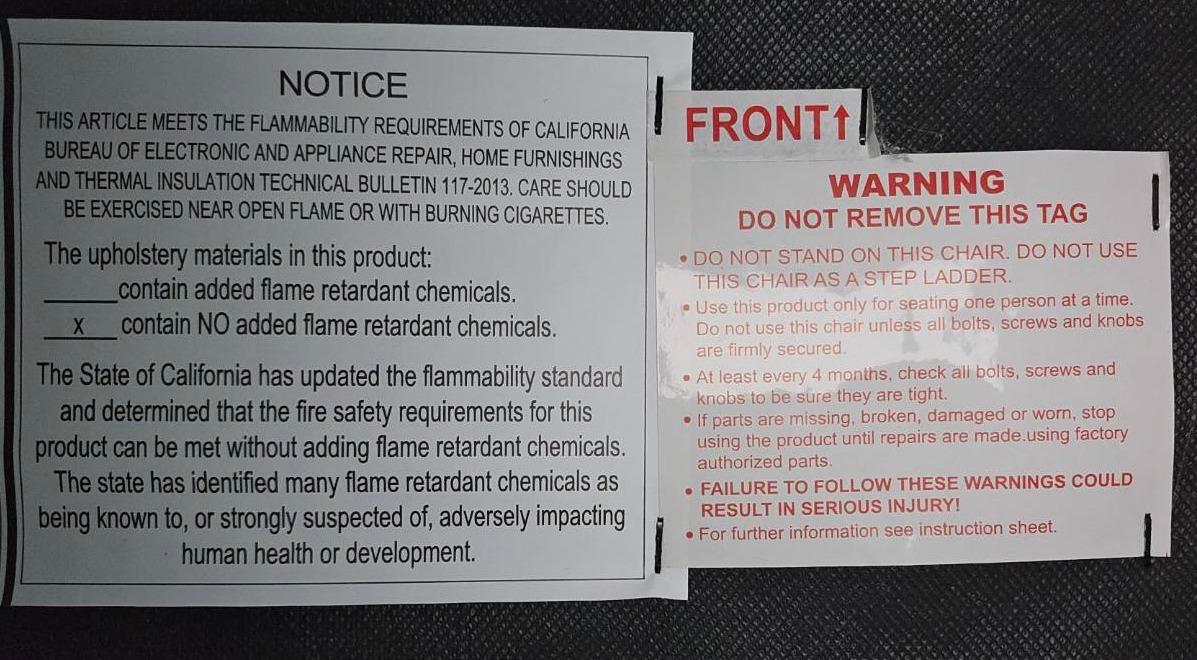 NOTICE
THIS ARTICLE MEETS THE FLAMMABILITY REQUIREMENTS OF CALIFORNIA
BUREAU OF ELECTRONIC AND APPLIANCE REPAIR, HOME FURNISHINGS
AND THERMAL INSULATION TECHNICAL BULLETIN 117-2013. CARE SHOULD
BE EXERCISED NEAR OPEN FLAME OR WITH BURNING CIGARETTES.
The upholstery materials in this product:
______contain added flame retardant chemicals.
__x__ contain NO added flame retardant chemicals.
The State of California has updated the flammability standard
and determined that the fire safety requirements for this
product can be met without adding flame retardant chemicals.
The state has identified many flame retardant chemicals as
being known to, or strongly suspected of, adversely impacting
human health or development.
FRONT↑
WARNING
DO NOT REMOVE THIS TAG
• DO NOT STAND ON THIS CHAIR. DO NOT USE
THIS CHAIR AS A STEP LADDER.
• Use this product only for seating one person at a time.
Do not use this chair unless all bolts, screws and knobs
are firmly secured.
• At least every 4 months, check all bolts, screws and
knobs to be sure they are tight.
• If parts are missing, broken, damaged or worn, stop
using the product until repairs are made.using factory
authorized parts.
• FAILURE TO FOLLOW THESE WARNINGS COULD
RESULT IN SERIOUS INJURY!
• For further information see instruction sheet.